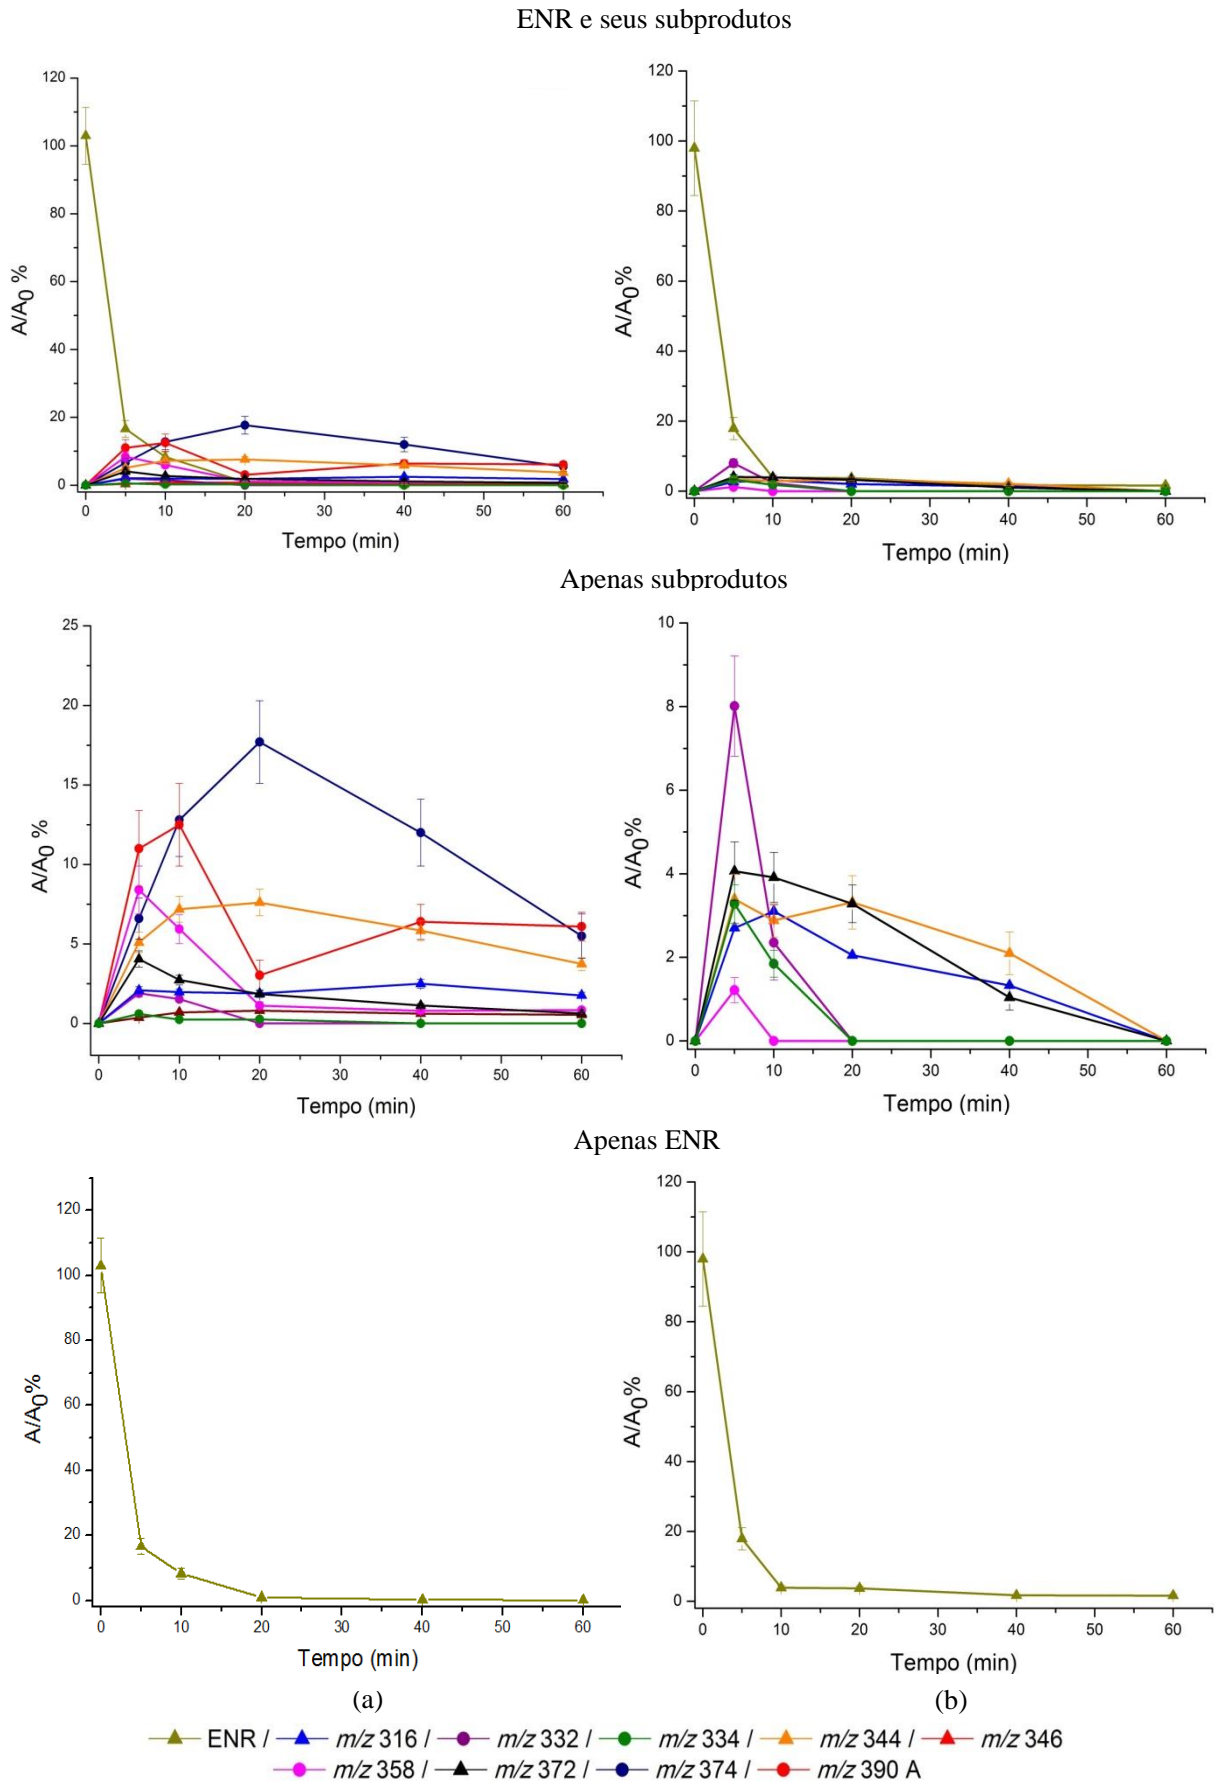 ENR e seus subprodutos
120
100
80
60
40
20
0
A/A0 %
0 10 20 30 40 50 60
Tempo (min)
120
100
80
60
40
20
0
A/A0 %
0 10 20 30 40 50 60
Tempo (min)
Apenas subprodutos
25
20
15
10
5
0
A/A0 %
0 10 20 30 40 50 60
Tempo (min)
10
8
6
4
2
0
A/A0%
0 10 20 30 40 50 60
Tempo (min)
Apenas ENR
120
100
80
60
40
20
0
A/A0%
0 10 20 30 40 50 60
Tempo (min)
(a)
120
100
80
60
40
20
0
A/A0%
0 10 20 30 40 50 60
Tempo (min)
(b)
ENR / m/z 316 / m/z 332 / m/z 334 / m/z 344 / m/z 346
m/z 358 / m/z 372 / m/z 374 / m/z 390 A